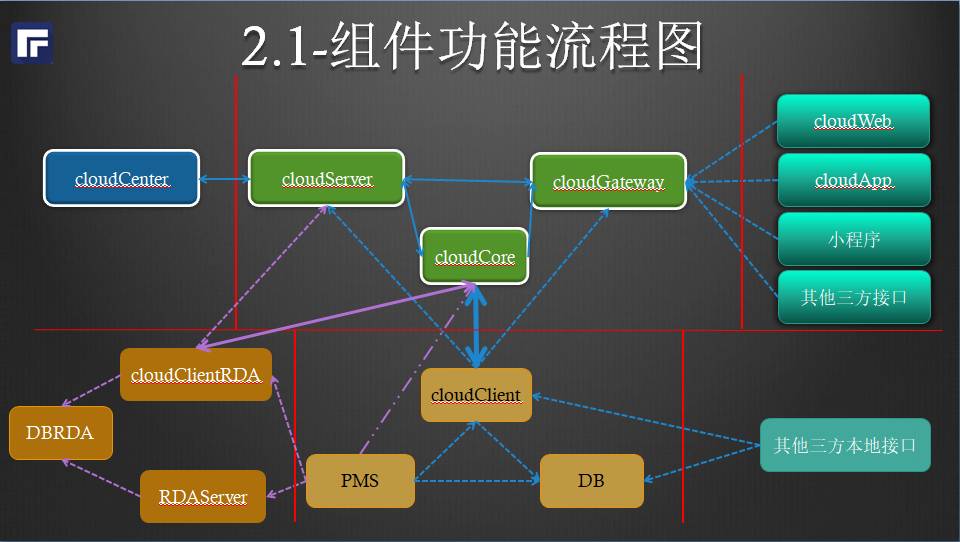 2.1-组件功能流程图
cloudWeb
cloudCenter
cloudServer
cloudGateway
cloudApp
小程序
cloudCore
其他三方接口
cloudClientRDA
cloudClient
DBRDA
其他三方本地接口
RDAServer
PMS
DB